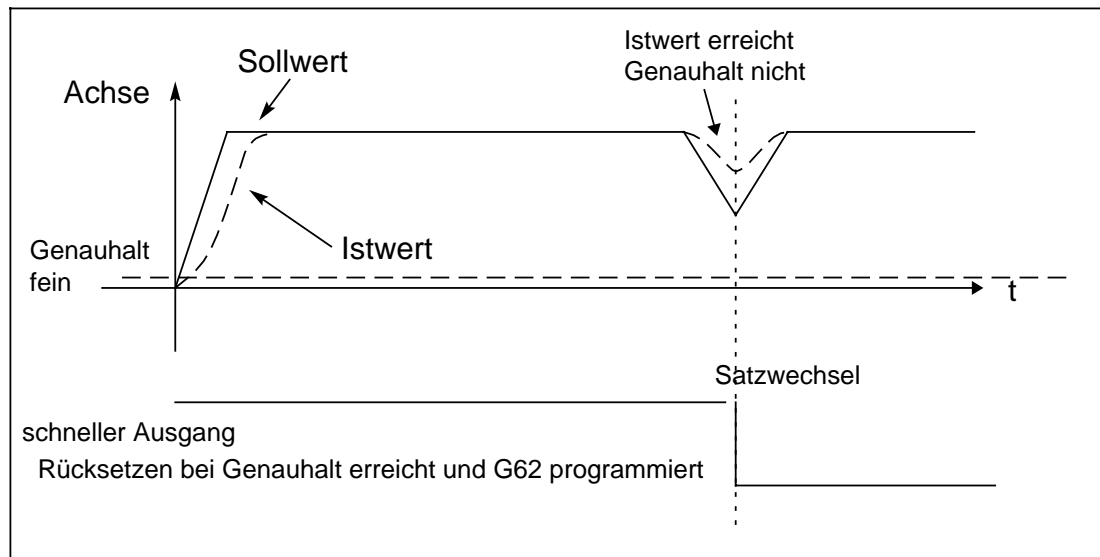 Istwert erreicht
Genauhalt nicht
Sollwert
Achse
Istwert
Genauhalt
fein
t
Satzwechsel
schneller Ausgang
Rücksetzen bei Genauhalt erreicht und G62 programmiert